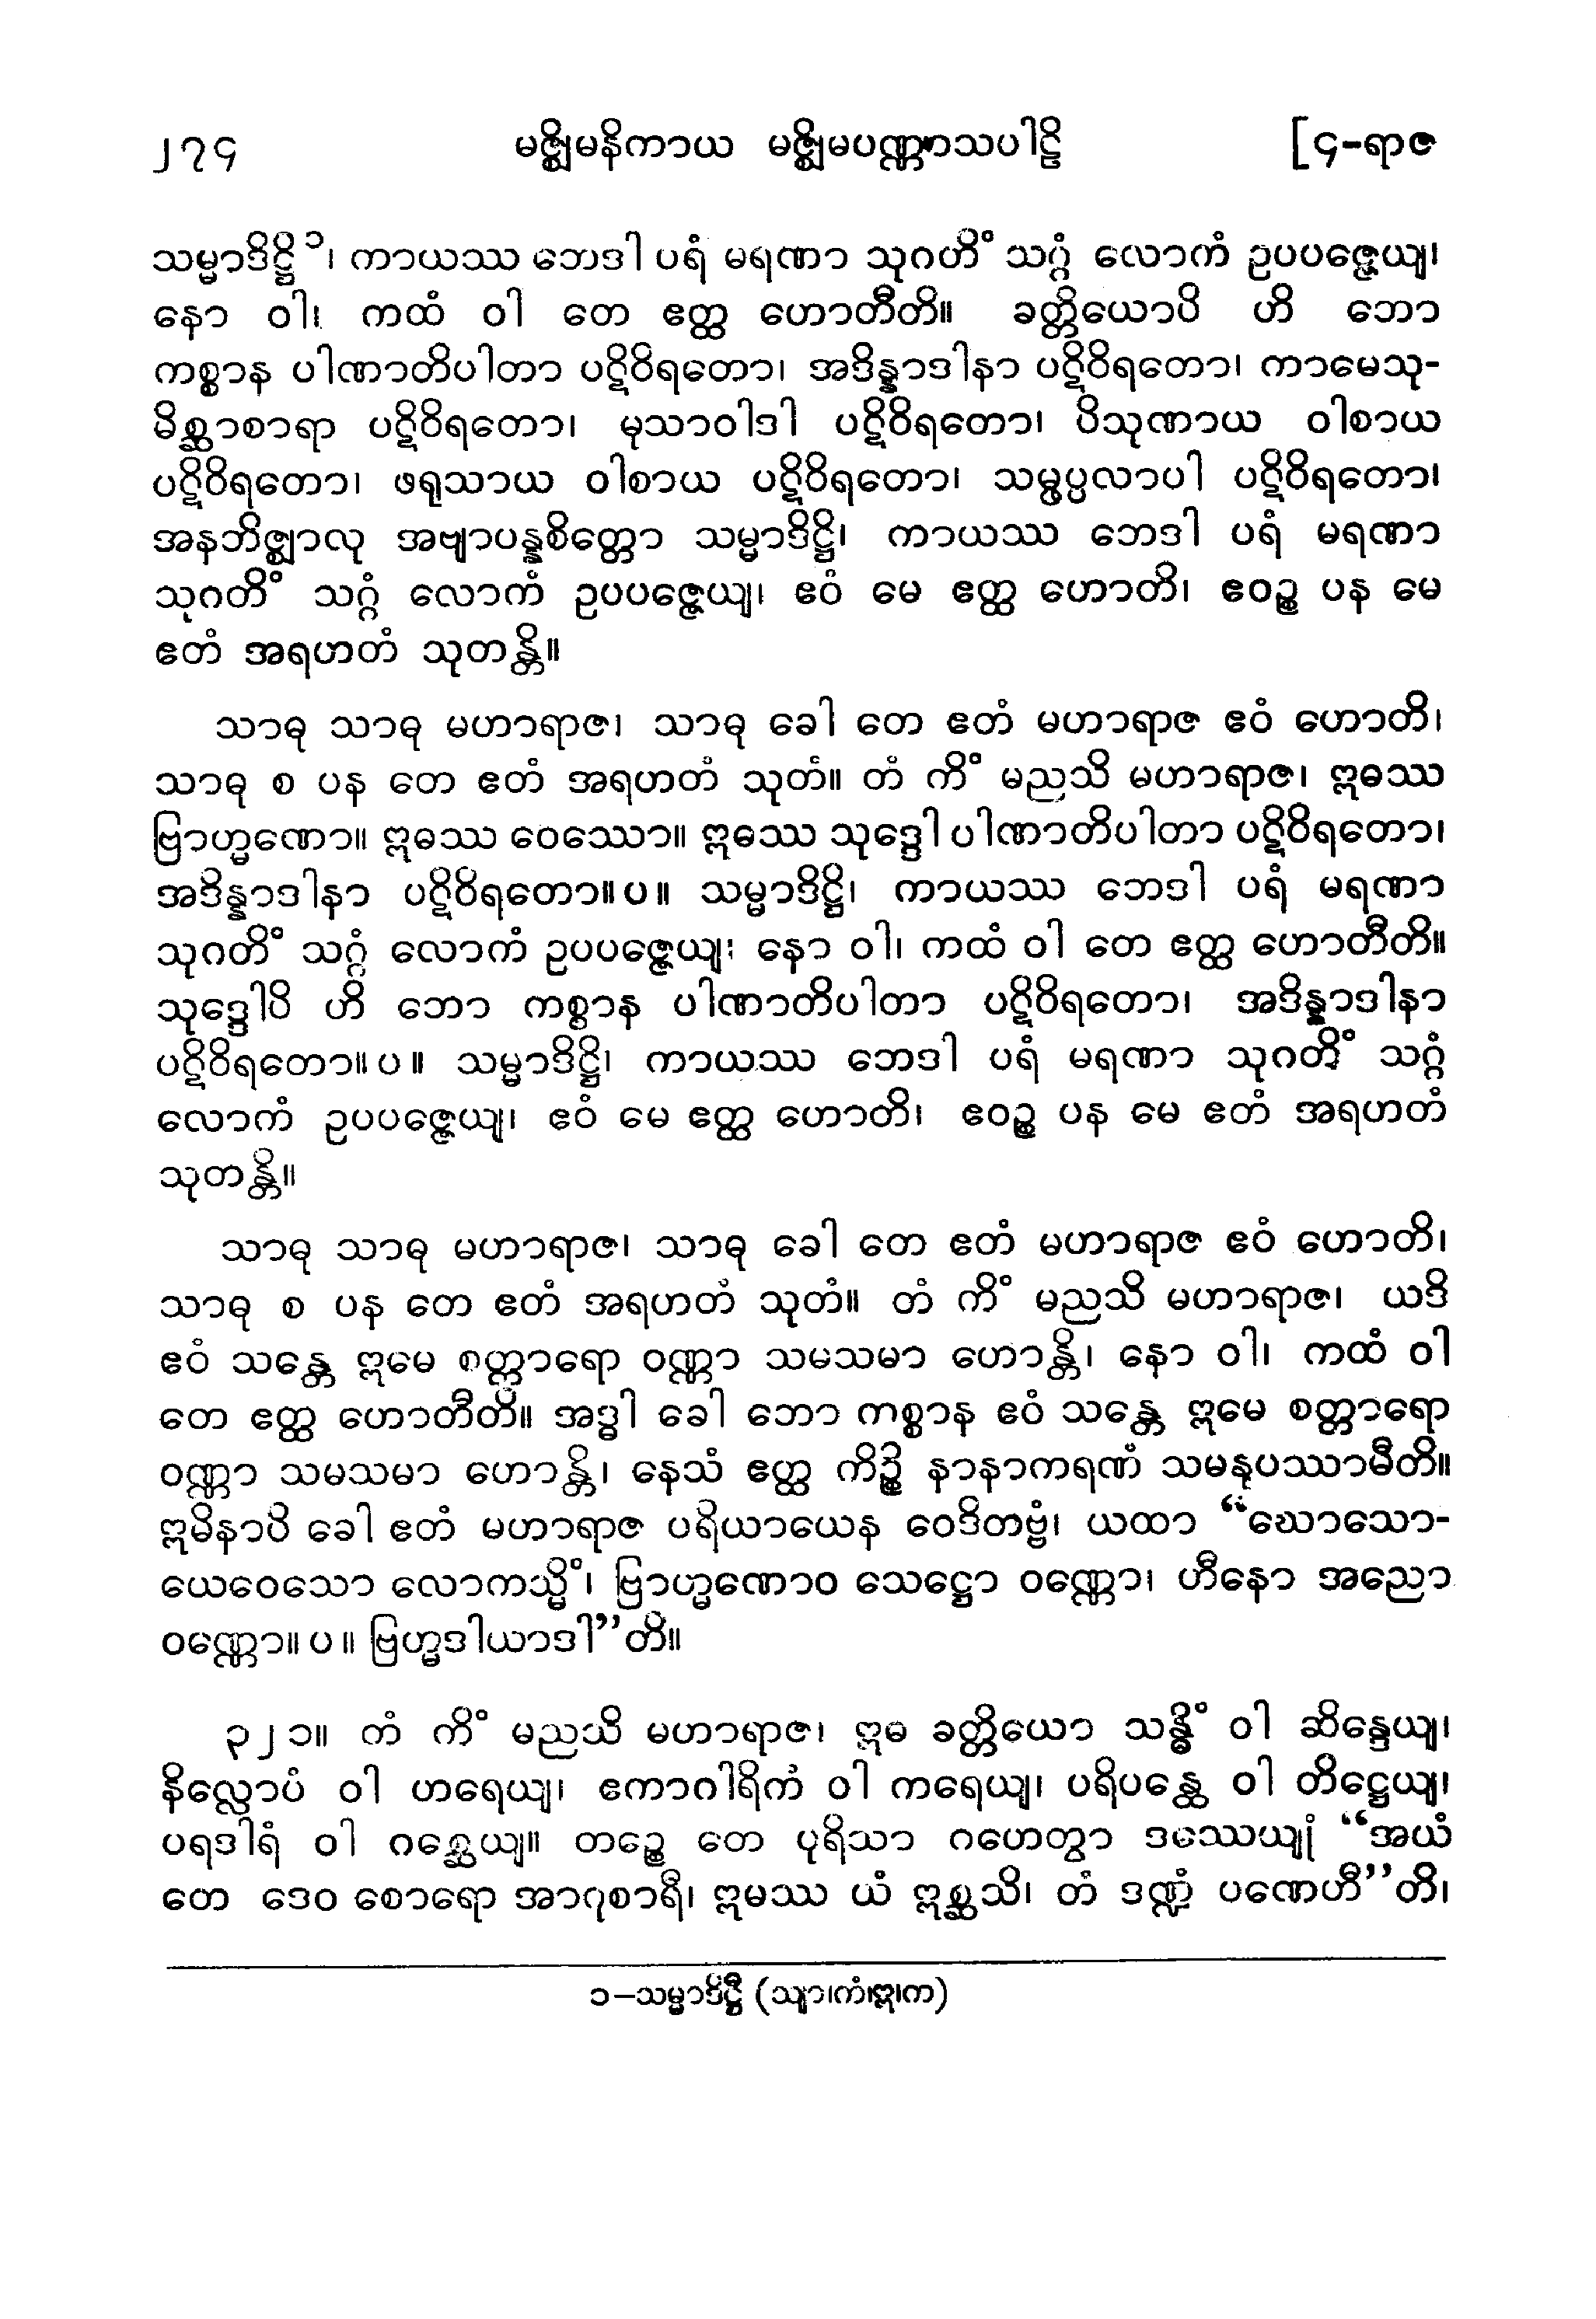 ၂၇၄ မဇ္ဈိမနိကာယ မဇ္ဈိမပဏ္ဏာသပါဠိ [၄-ရာဇ
သမ္မာဒိဋ္ဌိ၁၊ ကာယဿ ဘေဒါ ပရံ မရဏာ သုဂတိံ သဂ္ဂံ လောကံ ဥပပဇ္ဇေယျ၊
နော ဝါ၊ ကထံ ဝါ တေ ဧတ္ထ ဟောတီတိ။ ခတ္တိယောပိ ဟိ ဘော
ကစ္စာန ပါဏာတိပါတာ ပဋိဝိရတော၊ အဒိန္နာဒါနာ ပဋိဝိရတော၊ ကာမေသု-
မိစ္ဆာစာရာ ပဋိဝိရတော၊ မုသာဝါဒါ ပဋိဝိရတော၊ ပိသုဏာယ ဝါစာယ
ပဋိဝိရတော၊ ဖရုသာယ ဝါစာယ ပဋိဝိရတော၊ သမ္ဖပ္ပလာပါ ပဋိဝိရတော၊
အနဘိဇ္ဈာလု အဗျာပန္နစိတ္တော သမ္မာဒိဋ္ဌိ၊ ကာယဿ ဘေဒါ ပရံ မရဏာ
သုဂတိံ သဂ္ဂံ လောကံ ဥပပဇ္ဇေယျ၊ ဧဝံ မေ ဧတ္ထ ဟောတိ၊ ဧဝဉ္စ ပန မေ
ဧတံ အရဟတံ သုတန္တိ။
သာဓု သာဓု မဟာရာဇ၊ သာဓု ခေါ တေ ဧတံ မဟာရာဇ ဧဝံ ဟောတိ၊
သာဓု စ ပန တေ ဧတံ အရဟတံ သုတံ။ တံ ကိံ မညသိ မဟာရာဇ၊ ဣဓဿ
ဗြာဟ္မဏော။ ဣဓဿ ဝေဿော။ ဣဓဿ သုဒ္ဒေါ ပါဏာတိပါတာ ပဋိဝိရတော၊
အဒိန္နာဒါနာ ပဋိဝိရတော။ပ။ သမ္မာဒိဋ္ဌိ၊ ကာယဿ ဘေဒါ ပရံ မရဏာ
သုဂတိံ သဂ္ဂံ လောကံ ဥပပဇ္ဇေယျ၊ နော ဝါ၊ ကထံ ဝါ တေ ဧတ္ထ ဟောတီတိ။
သုဒ္ဒေါပိ ဟိ ဘော ကစ္စာန ပါဏာတိပါတာ ပဋိဝိရတော၊ အဒိန္နာဒါနာ
ပဋိဝိရတော။ပ။ သမ္မာဒိဋ္ဌိ၊ ကာယဿ ဘေဒါ ပရံ မရဏာ သုဂတိံ သဂ္ဂံ
လောကံ ဥပပဇ္ဇေယျ၊ ဧဝံ မေ ဧတ္ထ ဟောတိ၊ ဧဝဉ္စ ပန မေ ဧတံ အရဟတံ
သုတန္တိ။
သာဓု သာဓု မဟာရာဇ၊ သာဓု ခေါ တေ ဧတံ မဟာရာဇ ဧဝံ ဟောတိ၊
သာဓု စ ပန တေ ဧတံ အရဟတံ သုတံ။ တံ ကိံ မညသိ မဟာရာဇ၊ ယဒိ
ဧဝံ သန္တေ ဣမေ စတ္တာရော ဝဏ္ဏာ သမသမာ ဟောန္တိ၊ နော ဝါ၊ ကထံ ဝါ
တေ ဧတ္ထ ဟောတီတိ။ အဒ္ဓါ ခေါ ဘော ကစ္စာန ဧဝံ သန္တေ ဣမေ စတ္တာရော
ဝဏ္ဏာ သမသမာ ဟောန္တိ၊ နေသံ ဧတ္ထ ကိဉ္စိ နာနာကရဏံ သမနုပဿာမီတိ။
ဣမိနာပိ ခေါ ဧတံ မဟာရာဇ ပရိယာယေန ဝေဒိတဗ္ဗံ၊ ယထာ “ဃောသော-
ယေဝေသော လောကသ္မိံ၊ ဗြာဟ္မဏောဝ သေဋ္ဌော ဝဏ္ဏော၊ ဟီနော အညော
ဝဏ္ဏော။ပ။ ဗြဟ္မဒါယာဒါ”တိ။
၃၂၁။ တံ ကိံ မညသိ မဟာရာဇ၊ ဣဓ ခတ္တိယော သန္ဓိံ ဝါ ဆိန္ဒေယျ၊
နိလ္လောပံ ဝါ ဟရေယျ၊ ဧကာဂါရိကံ ဝါ ကရေယျ၊ ပရိပန္ထေ ဝါ တိဋ္ဌေယျ၊
ပရဒါရံ ဝါ ဂစ္ဆေယျ။ တဉ္စေ တေ ပုရိသာ ဂဟေတွာ ဒဿေယျုံ “အယံ
တေ ဒေဝ စောရော အာဂုစာရီ၊ ဣမဿ ယံ ဣစ္ဆသိ၊ တံ ဒဏ္ဍံ ပဏေဟီ”တိ၊
၁−သမ္မာဒိဋ္ဌီ (သျာ၊ကံ၊ဣ၊က)